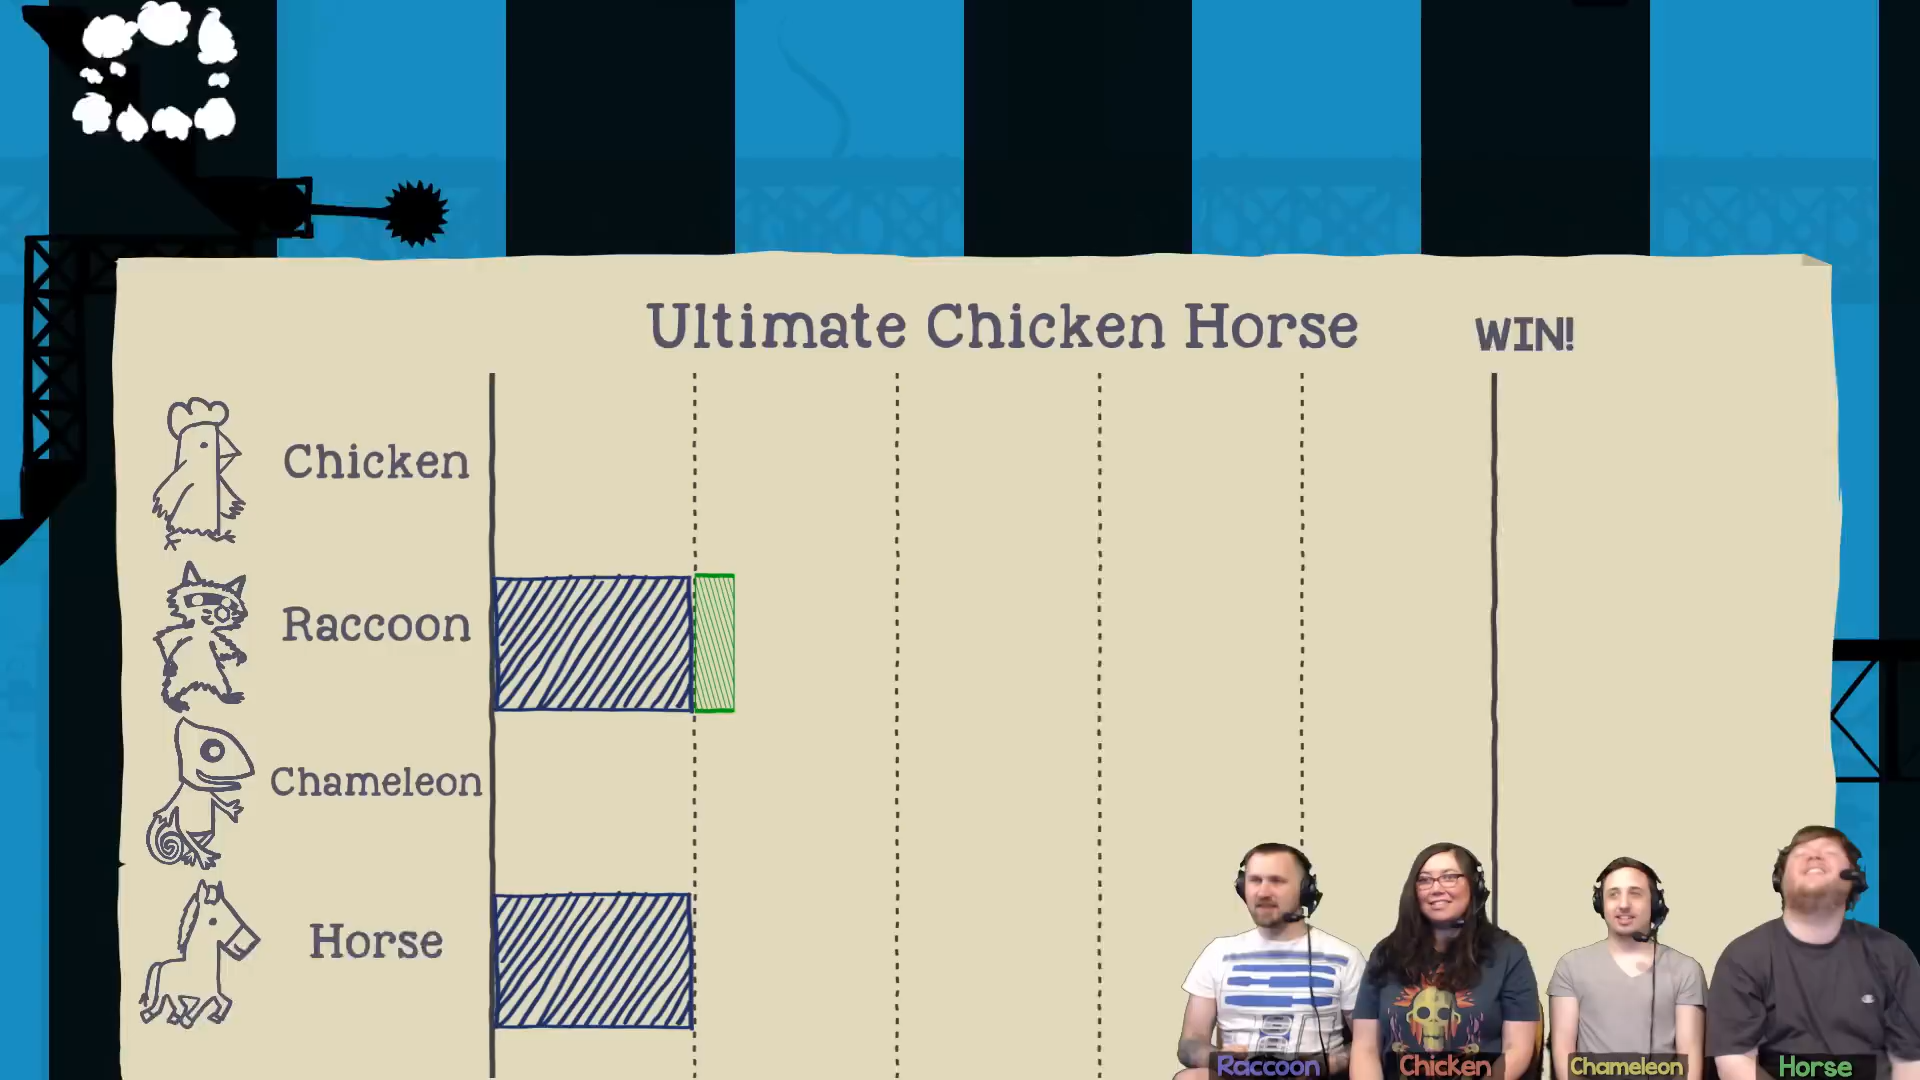 Ultimate Chicken Horse
WIN!
Chicken
Raccoon
Chameleon
Horse
Raccoon
Chicken
Chameleon
Horse